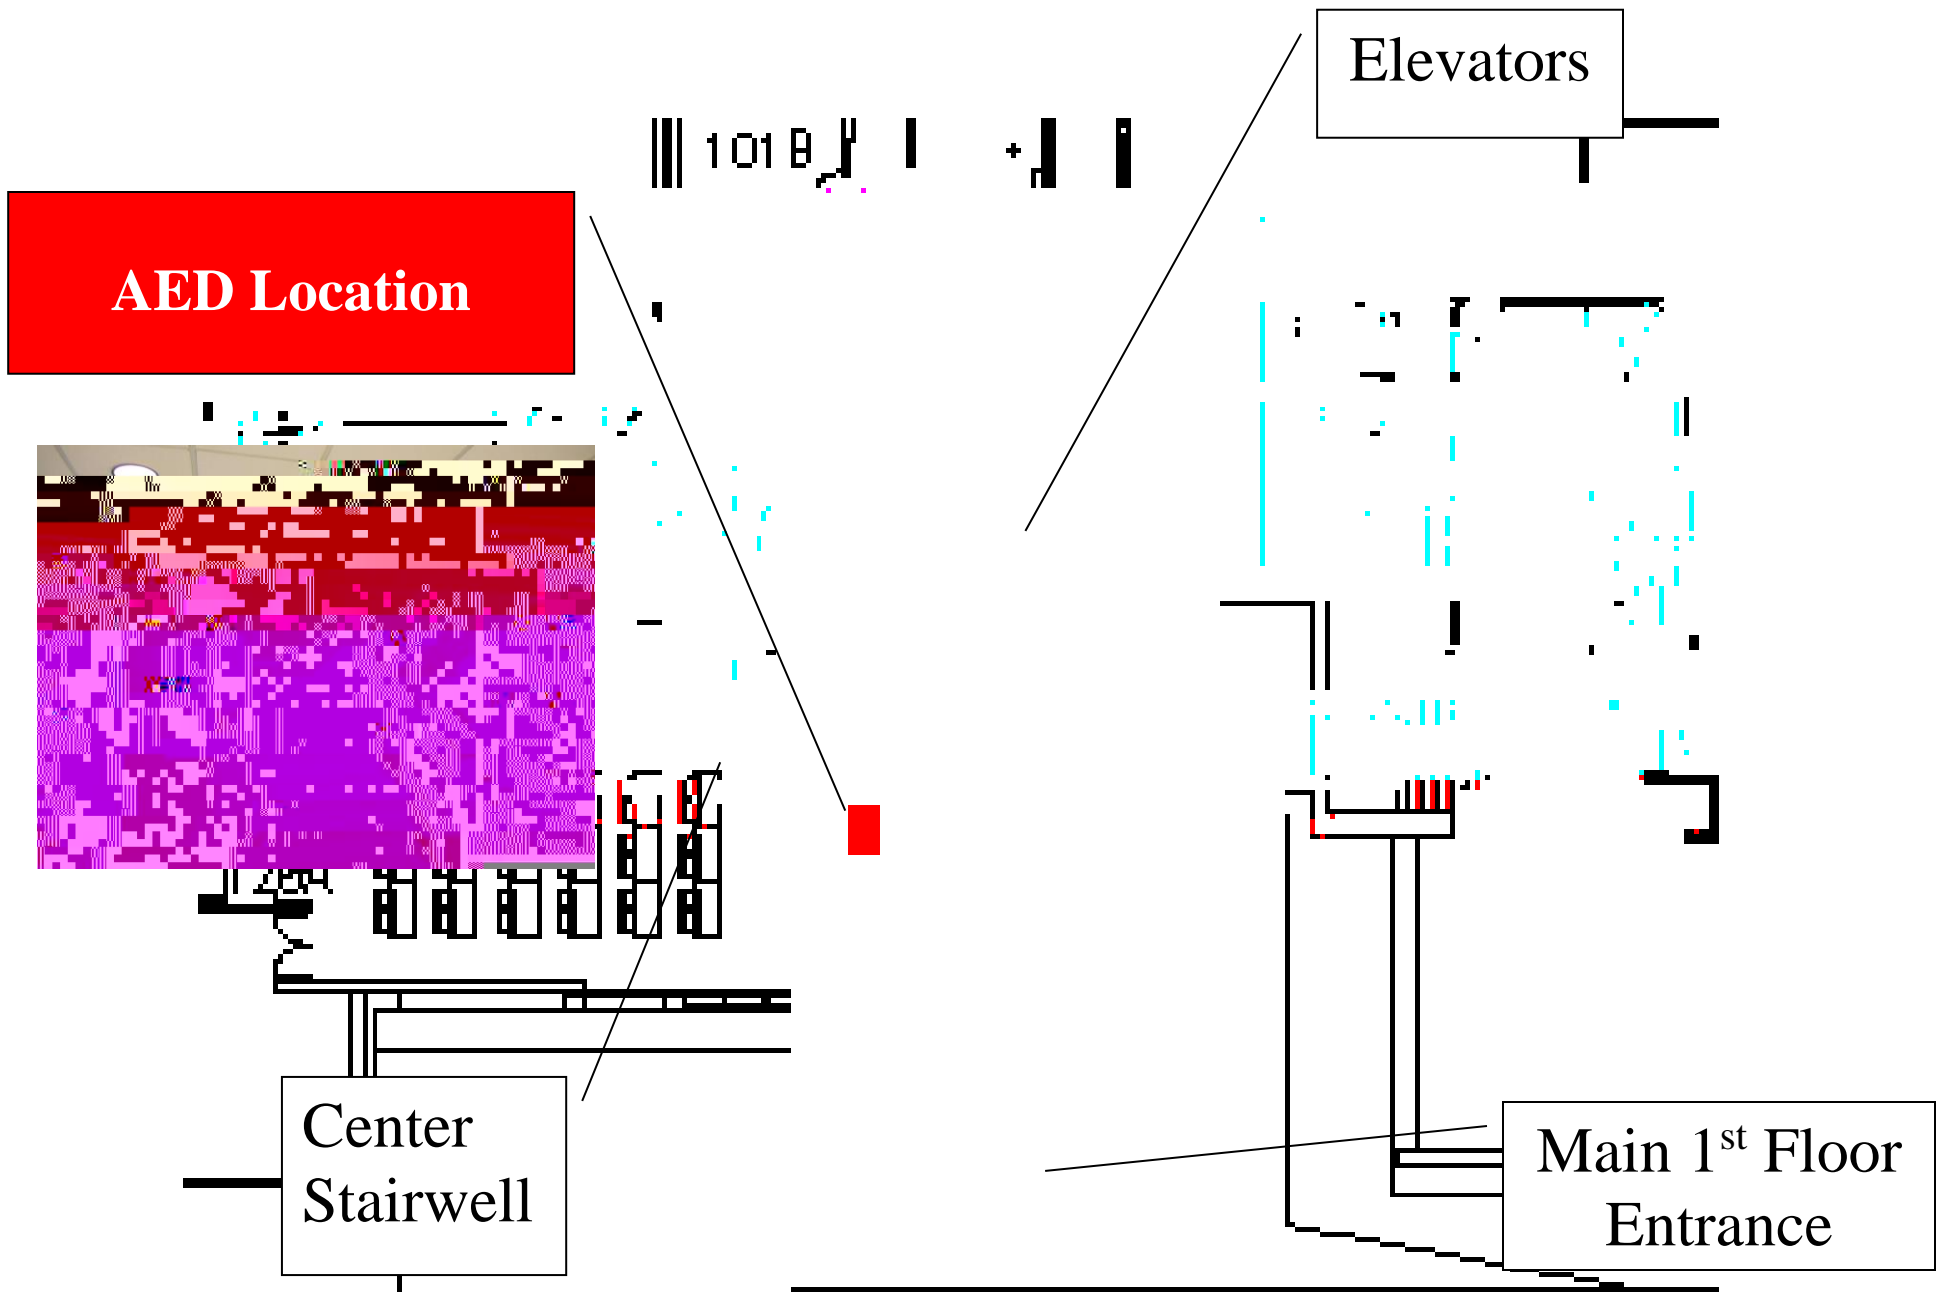 Elevators
101B
AED Location
Center
Stairwell
Main 1st Floor
Entrance